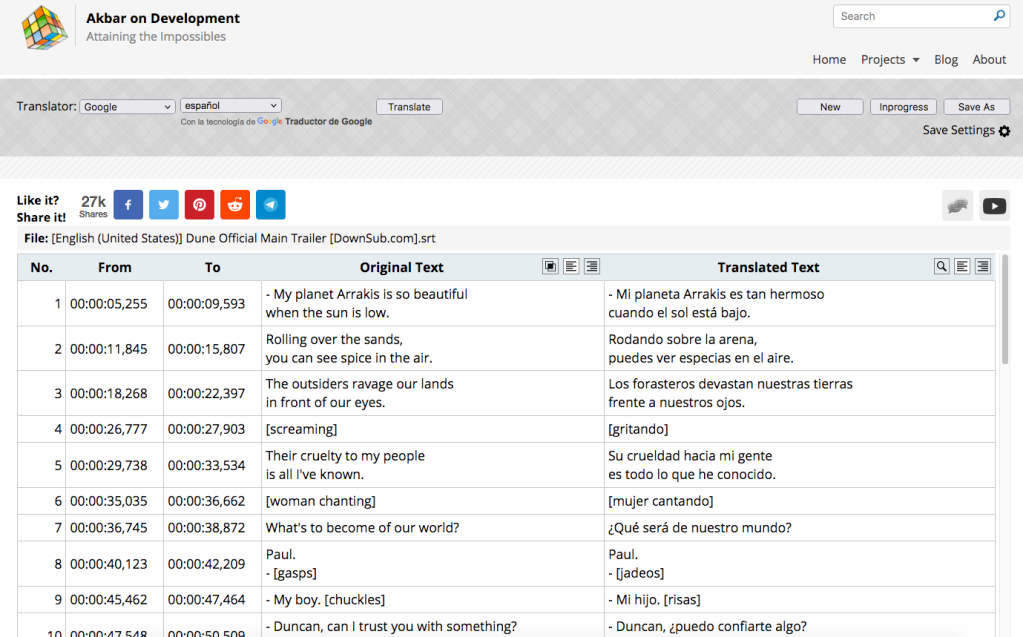 Akbar on Development
Attaining the Impossibles
Search
Home Projects Blog About
Translator: Google español Translate New Inprogress Save As
Con la tecnología de Google Traductor de Google
Save Settings
Like it?
Share it!
27k
Shares
File: [English (United States)] Dune Official Main Trailer [DownSub.com].srt
No. From To Original Text Translated Text
1 00:00:05,255 00:00:09,593 - My planet Arrakis is so beautiful
when the sun is low. - Mi planeta Arrakis es tan hermoso
cuando el sol está bajo.
2 00:00:11,845 00:00:15,807 Rolling over the sands,
you can see spice in the air. Rodando sobre la arena,
puedes ver especias en el aire.
3 00:00:18,268 00:00:22,397 The outsiders ravage our lands
in front of our eyes. Los forasteros devastan nuestras tierras
frente a nuestros ojos.
4 00:00:26,777 00:00:27,903 [screaming] [gritando]
5 00:00:29,738 00:00:33,534 Their cruelty to my people
is all I've known. Su crueldad hacia mi gente
es todo lo que he conocido.
6 00:00:35,035 00:00:36,662 [woman chanting] [mujer cantando]
7 00:00:36,745 00:00:38,872 What's to become of our world? ¿Qué será de nuestro mundo?
8 00:00:40,123 00:00:42,209 Paul.
- [gasps] Paul.
- [jadeos]
9 00:00:45,462 00:00:47,464 - My boy. [chuckles] - Mi hijo. [risas]
10 00:00:47,548 00:00:50,509 - Duncan, can I trust you with something? - Duncan, ¿puedo confiarte algo?